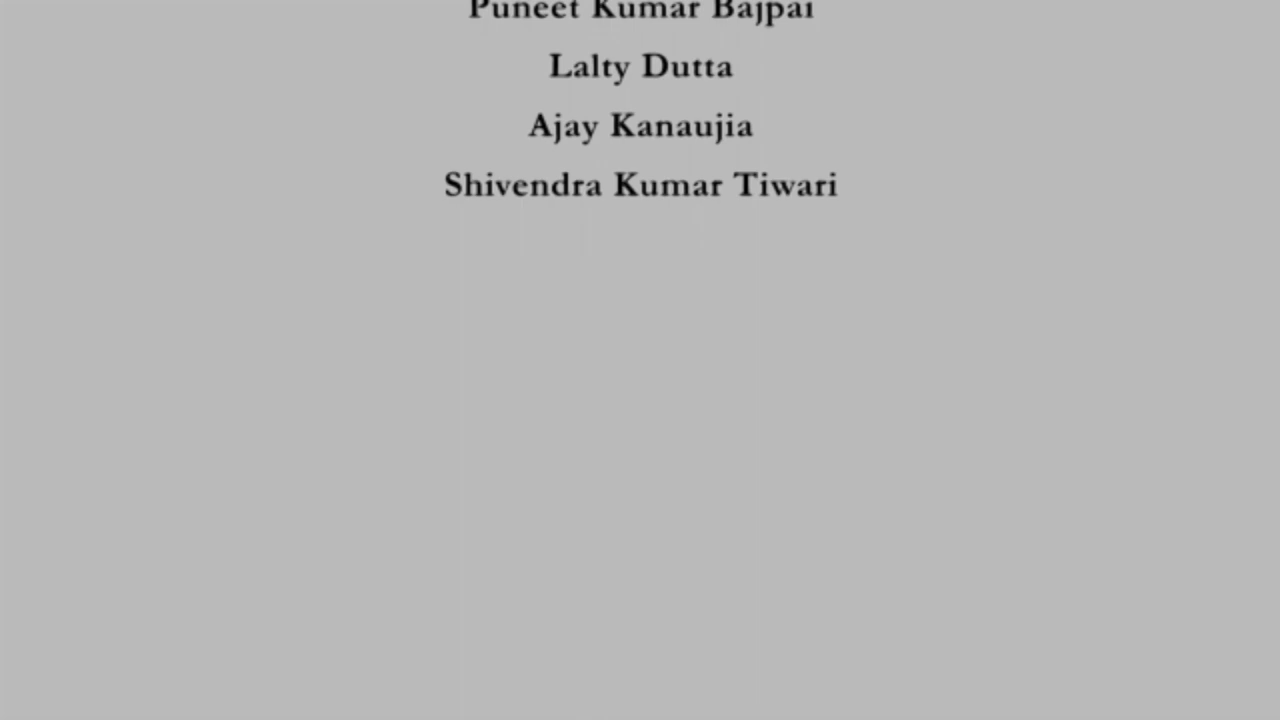 Puneet Kumar Bajpai
Lalty Dutta
Ajay Kanaujia
Shivendra Kumar Tiwari